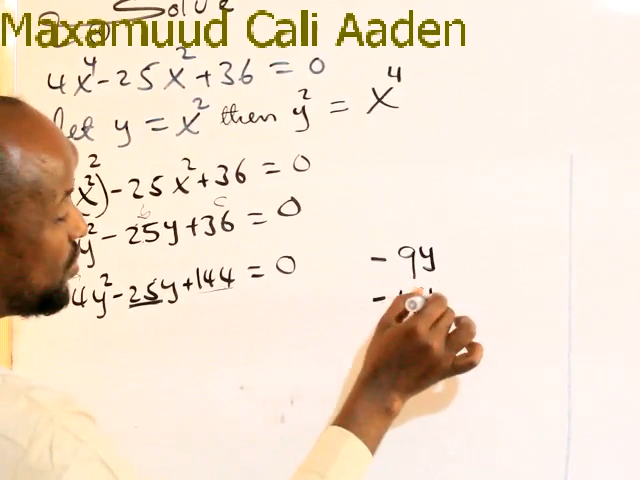 Solve
Maxamuud Cali Aaden
4x⁴-25x²+36=0
let y = x² then y² = x⁴
x²)²-25x²+36=0
b c
y²-25y+36=0
4y²-25y+144=0
-9y
-